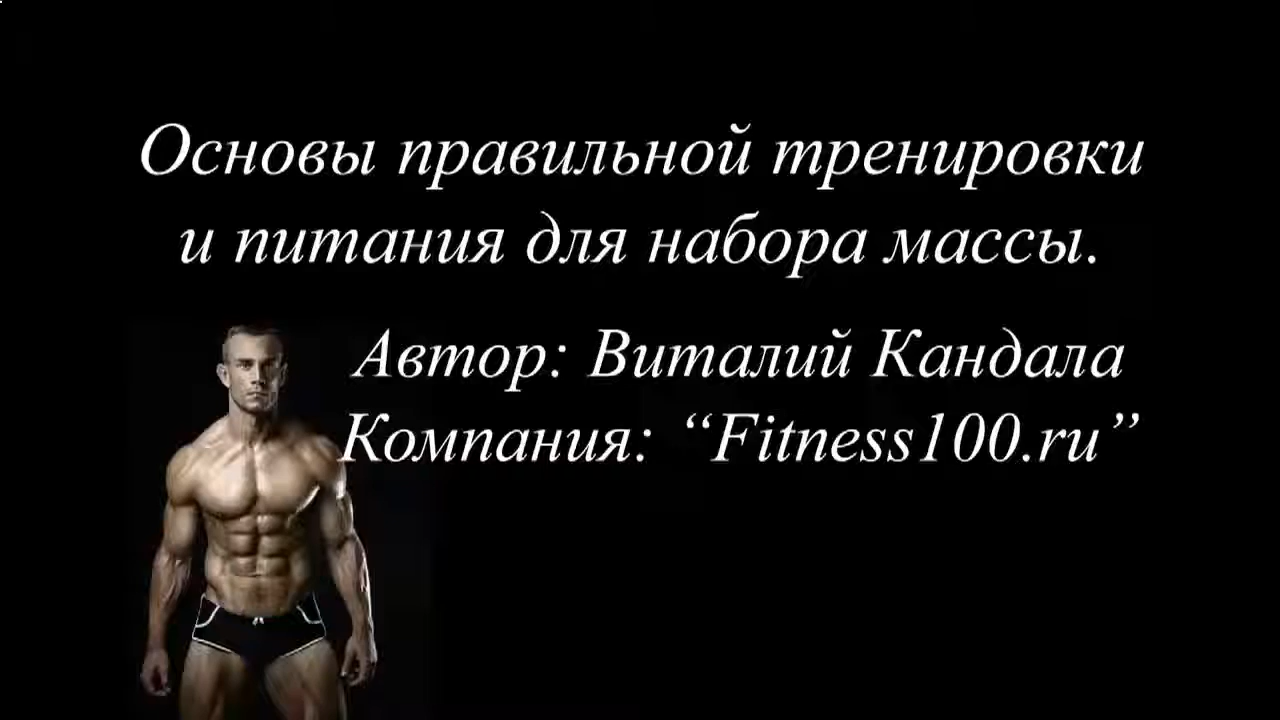 Основы правильной тренировки
и питания для набора массы.
Автор: Виталий Кандала
Компания: “Fitness100.ru”